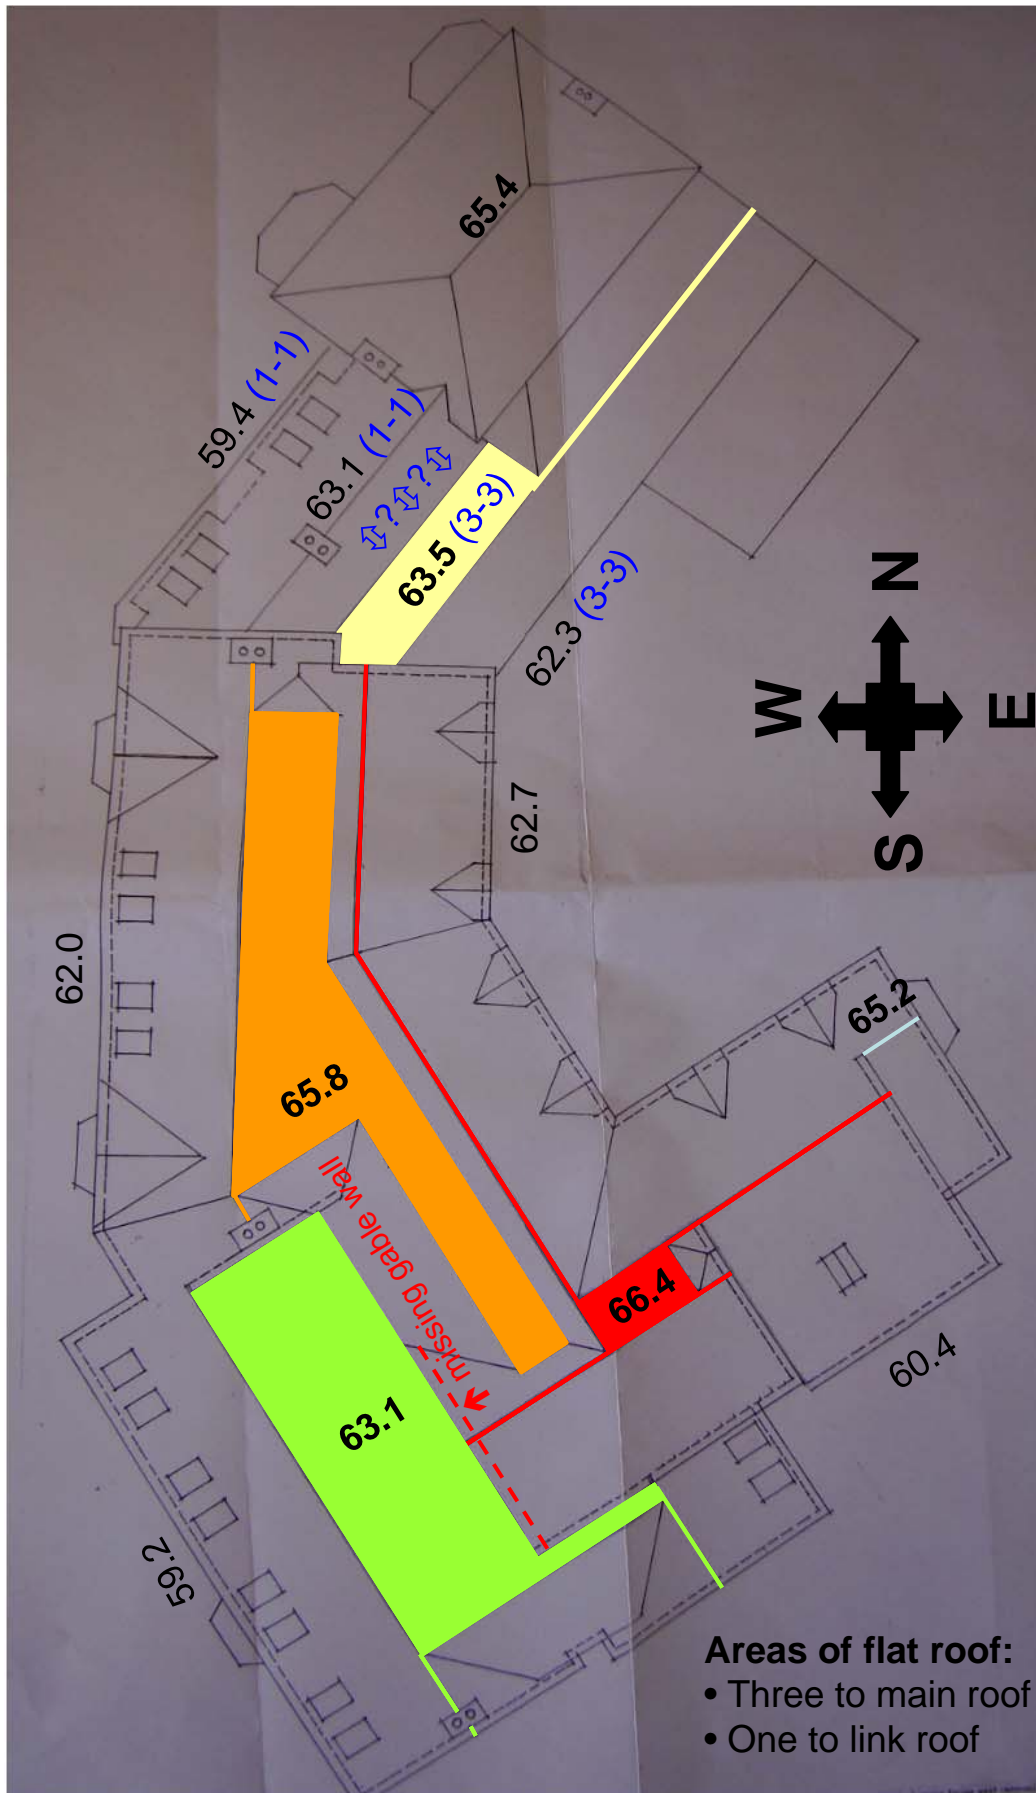 65.4
59.4 (1-1)
63.1 (1-1)
??
63.5 (3-3)
62.3 (3-3)
N
W
E
S
62.7
62.0
65.2
65.8
missing gable wall
66.4
60.4
63.1
59.2
Areas of flat roof:
• Three to main roof
• One to link roof